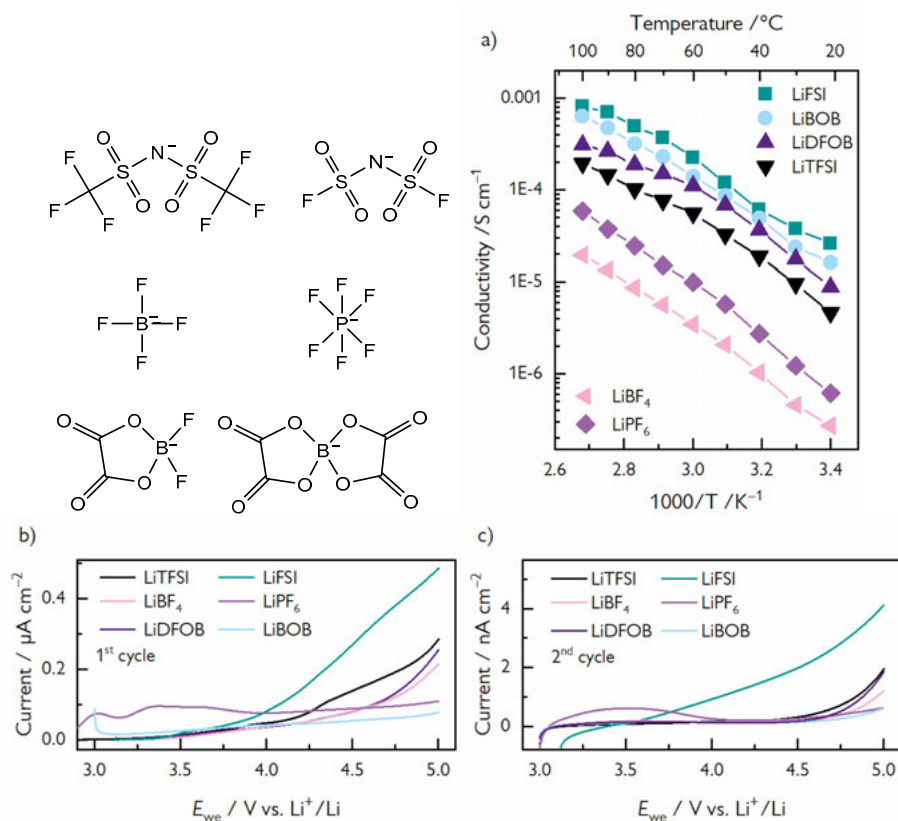 a)
Temperature /°C
100 80 60 40 20
LiFSI
LiBOB
LiDFOB
LiTFSI
0.001
1E-4
1E-5
1E-6
Conductivity /S cm⁻¹
LiBF₄
LiPF₆
2.6 2.8 3.0 3.2 3.4
1000/T /K⁻¹
O O
F N⁻ F
S S
F O O F
F F
O O
N⁻
S S
F O O F
F
F B⁻ F
F
F F
F P⁻ F
F F
O O F
B⁻
O O F
O O O O
B⁻
O O O O
b)
LiTFSI LiFSI
LiBF₄ LiPF₆
LiDFOB LiBOB
1st cycle
0.4
0.2
0.0
Current / µA cm⁻²
3.0 3.5 4.0 4.5 5.0
Ewe / V vs. Li⁺/Li
c)
LiTFSI LiFSI
LiBF₄ LiPF₆
LiDFOB LiBOB
2nd cycle
4
2
0
Current / nA cm⁻²
3.0 3.5 4.0 4.5 5.0
Ewe / V vs. Li⁺/Li